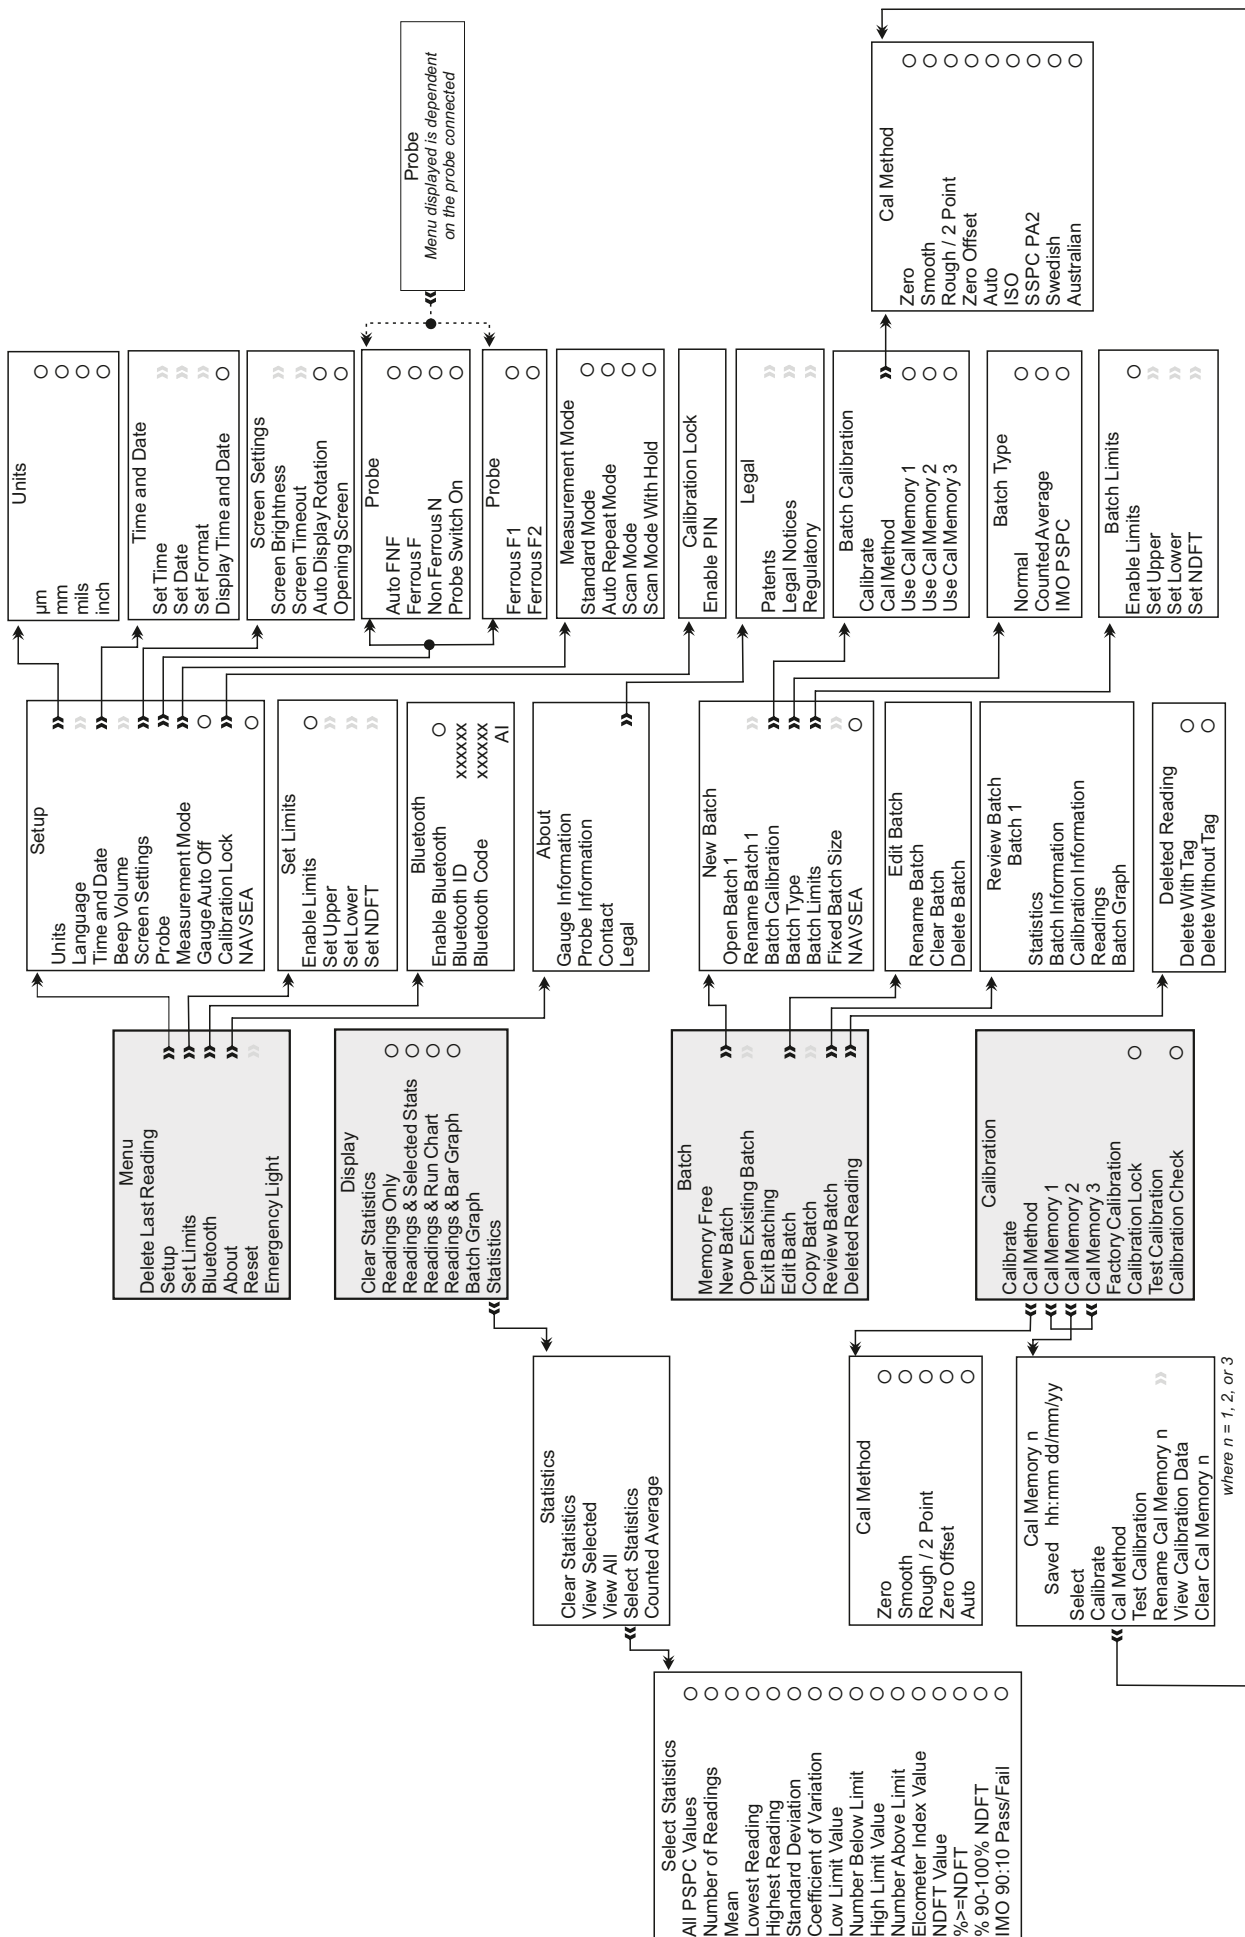 Menu
Delete Last Reading
Setup
Set Limits
Bluetooth
About
Reset
Emergency Light
Setup
Units
Language
Time and Date
Beep Volume
Screen Settings
Probe
Measurement Mode
Gauge Auto Off
Calibration Lock
NAVSEA
Units
µm
mm
mils
inch
Time and Date
Set Time
Set Date
Set Format
Display Time and Date
Screen Settings
Screen Brightness
Screen Timeout
Auto Display Rotation
Opening Screen
Probe
Auto FNF
Ferrous F
Non Ferrous N
Probe Switch On
Probe
Ferrous F1
Ferrous F2
Probe
Menu displayed is dependent
on the probe connected
Measurement Mode
Standard Mode
Auto Repeat Mode
Scan Mode
Scan Mode With Hold
Calibration Lock
Enable PIN
Set Limits
Enable Limits
Set Upper
Set Lower
Set NDFT
Bluetooth
Enable Bluetooth
Bluetooth ID xxxxxx
Bluetooth Code xxxxxx
AI
About
Gauge Information
Probe Information
Contact
Legal
Legal
Patents
Legal Notices
Regulatory
Display
Clear Statistics
Readings Only
Readings & Selected Stats
Readings & Run Chart
Readings & Bar Graph
Batch Graph
Statistics
Statistics
Clear Statistics
View Selected
View All
Select Statistics
Counted Average
Select Statistics
All PSPC Values
Number of Readings
Mean
Lowest Reading
Highest Reading
Standard Deviation
Coefficient of Variation
Low Limit Value
Number Below Limit
High Limit Value
Number Above Limit
Elcometer Index Value
NDFT Value
%>=NDFT
% 90-100% NDFT
IMO 90:10 Pass/Fail
Batch
Memory Free
New Batch
Open Existing Batch
Exit Batching
Edit Batch
Copy Batch
Review Batch
Deleted Reading
New Batch
Open Batch 1
Rename Batch 1
Batch Calibration
Batch Type
Batch Limits
Fixed Batch Size
NAVSEA
Batch Calibration
Calibrate
Cal Method
Use Cal Memory 1
Use Cal Memory 2
Use Cal Memory 3
Cal Method
Zero
Smooth
Rough / 2 Point
Zero Offset
Auto
ISO
SSPC PA2
Swedish
Australian
Batch Type
Normal
Counted Average
IMO PSPC
Batch Limits
Enable Limits
Set Upper
Set Lower
Set NDFT
Edit Batch
Rename Batch
Clear Batch
Delete Batch
Review Batch
Batch 1
Statistics
Batch Information
Calibration Information
Readings
Batch Graph
Deleted Reading
Delete With Tag
Delete Without Tag
Calibration
Calibrate
Cal Method
Cal Memory 1
Cal Memory 2
Cal Memory 3
Factory Calibration
Calibration Lock
Test Calibration
Calibration Check
Cal Method
Zero
Smooth
Rough / 2 Point
Zero Offset
Auto
Cal Memory n
Saved hh:mm dd/mm/yy
Select
Calibrate
Cal Method
Test Calibration
Rename Cal Memory n
View Calibration Data
Clear Cal Memory n
where n = 1, 2, or 3